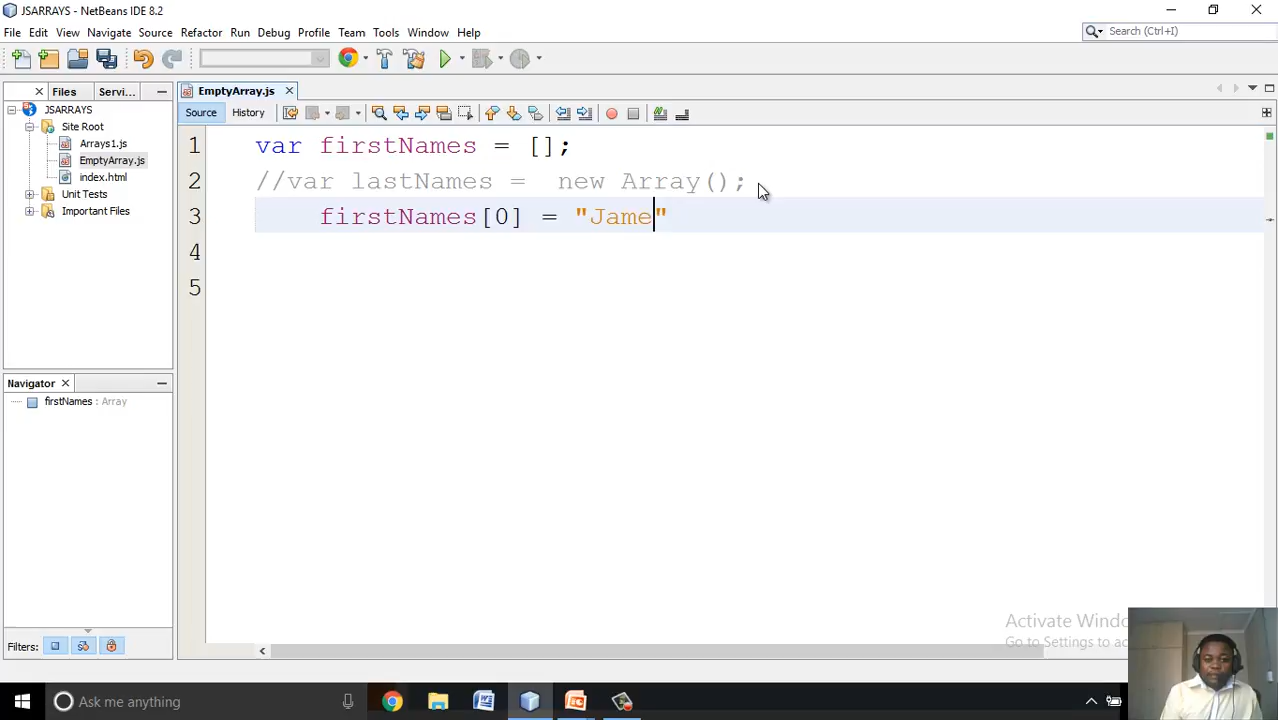 JSARRAYS - NetBeans IDE 8.2
File Edit View Navigate Source Refactor Run Debug Profile Team Tools Window Help
Search (Ctrl+I)
Files Servi...
EmptyArray.js
Source History
JSARRAYS
Site Root
Arrays1.js
EmptyArray.js
index.html
Unit Tests
Important Files
1 var firstNames = [];
2 //var lastNames =  new Array();
3 firstNames[0] = "Jame"
4
5
Navigator
firstNames : Array
Filters:
Activate Windo
Go to Settings to ac
Ask me anything